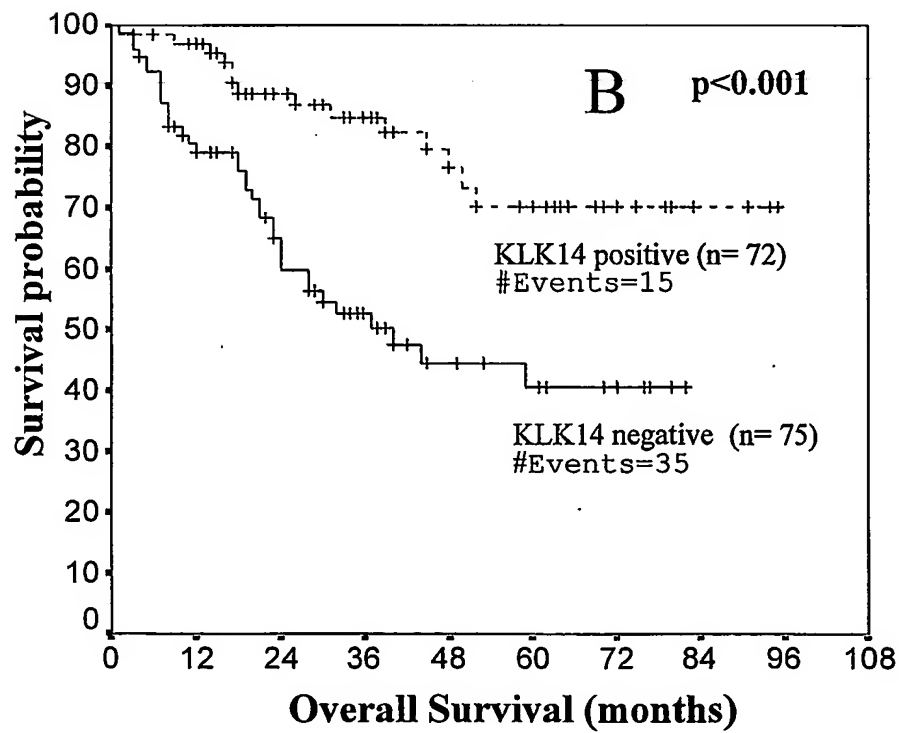 B
p<0.001
100
90
80
70
60
50
40
30
20
10
0
Survival probability
KLK14 positive (n= 72)
#Events=15
KLK14 negative (n= 75)
#Events=35
0 12 24 36 48 60 72 84 96 108
Overall Survival (months)